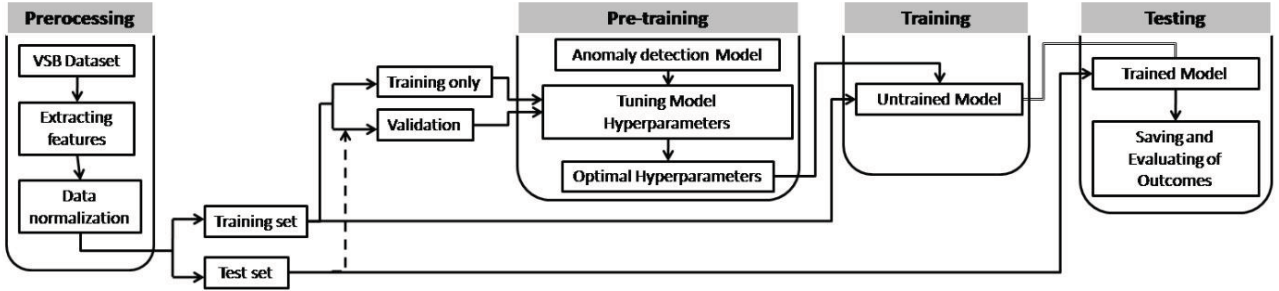 Prerocessing
VSB Dataset
Extracting
features
Data
normalization
Training set
Test set
Training only
Validation
Pre-training
Anomaly detection Model
Tuning Model
Hyperparameters
Optimal Hyperparameters
Training
Untrained Model
Testing
Trained Model
Saving and
Evaluating of
Outcomes